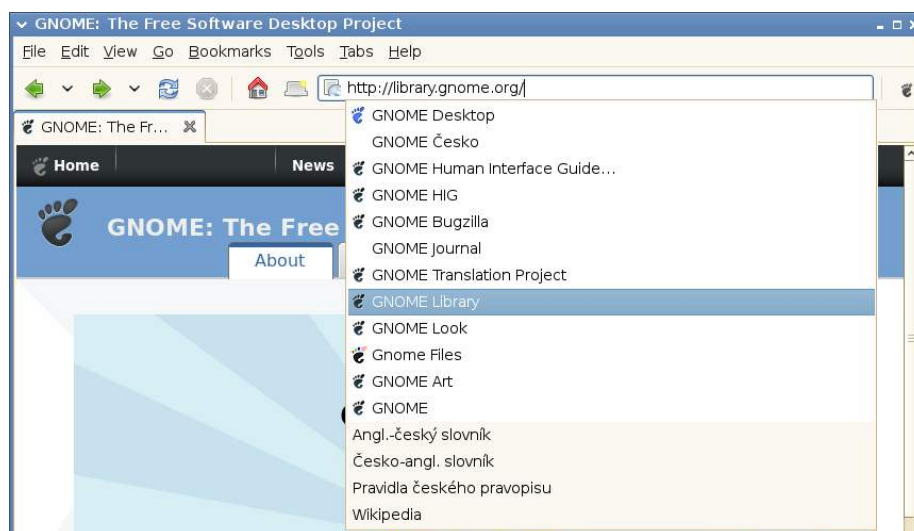 GNOME: The Free Software Desktop Project
File Edit View Go Bookmarks Tools Tabs Help
http://library.gnome.org/
GNOME: The Fr...
GNOME Desktop
GNOME Česko
GNOME Human Interface Guide...
GNOME HIG
GNOME Bugzilla
GNOME Journal
GNOME Translation Project
GNOME Library
GNOME Look
Gnome Files
GNOME Art
GNOME
Angl.-český slovník
Česko-angl. slovník
Pravidla českého pravopisu
Wikipedia
Home News
GNOME: The Free
About